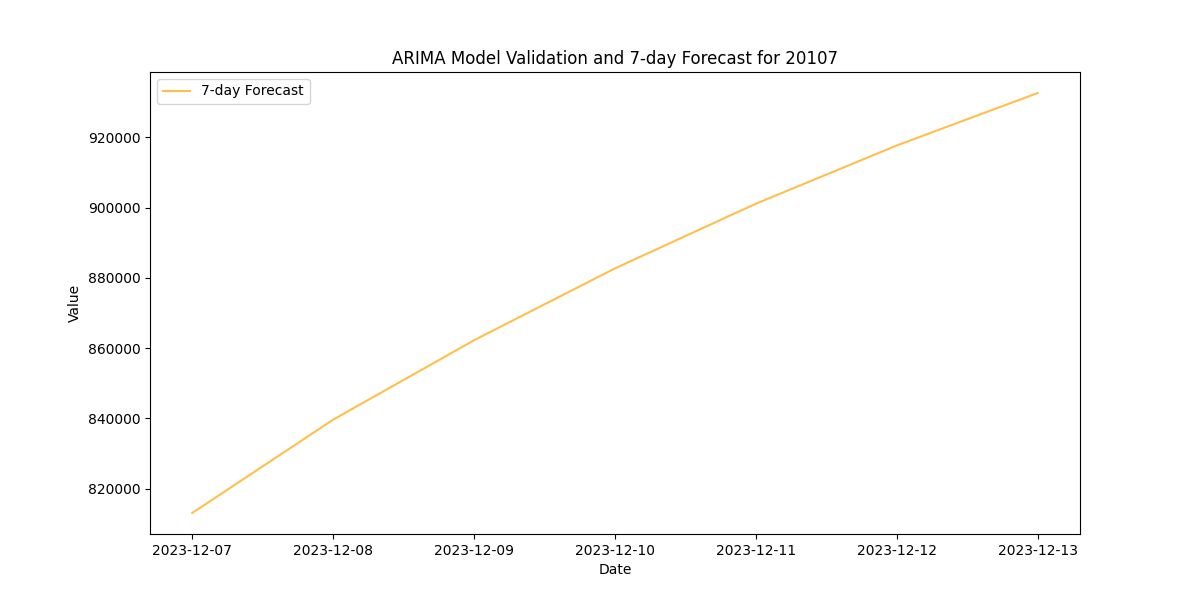 ARIMA Model Validation and 7-day Forecast for 20107
7-day Forecast
920000
900000
880000
860000
840000
820000
Value
2023-12-07 2023-12-08 2023-12-09 2023-12-10 2023-12-11 2023-12-12 2023-12-13
Date